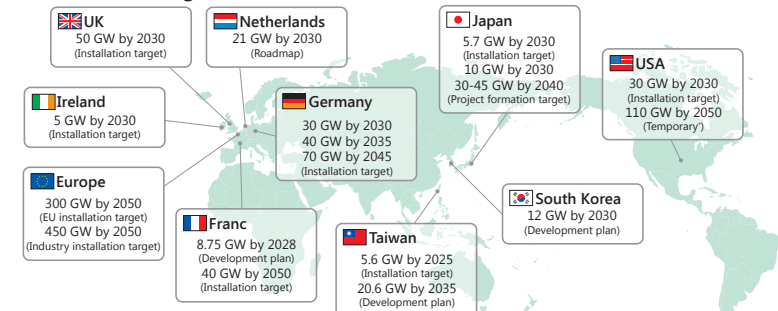 UK
50 GW by 2030
(Installation target)
Netherlands
21 GW by 2030
(Roadmap)
Japan
5.7 GW by 2030
(Installation target)
10 GW by 2030
30-45 GW by 2040
(Project formation target)
USA
30 GW by 2030
(Installation target)
110 GW by 2050
(Temporary')
Ireland
5 GW by 2030
(Installation target)
Germany
30 GW by 2030
40 GW by 2035
70 GW by 2045
(Installation target)
Europe
300 GW by 2050
(EU installation target)
450 GW by 2050
(Industry installation target)
Franc
8.75 GW by 2028
(Development plan)
40 GW by 2050
(Installation target)
Taiwan
5.6 GW by 2025
(Installation target)
20.6 GW by 2035
(Development plan)
South Korea
12 GW by 2030
(Development plan)